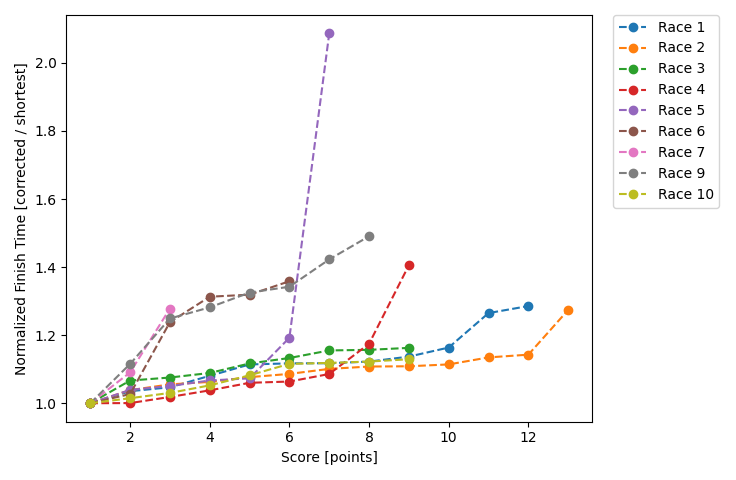 Normalized Finish Time [corrected / shortest]
2.0
1.8
1.6
1.4
1.2
1.0
2 4 6 8 10 12
Score [points]
Race 1
Race 2
Race 3
Race 4
Race 5
Race 6
Race 7
Race 9
Race 10